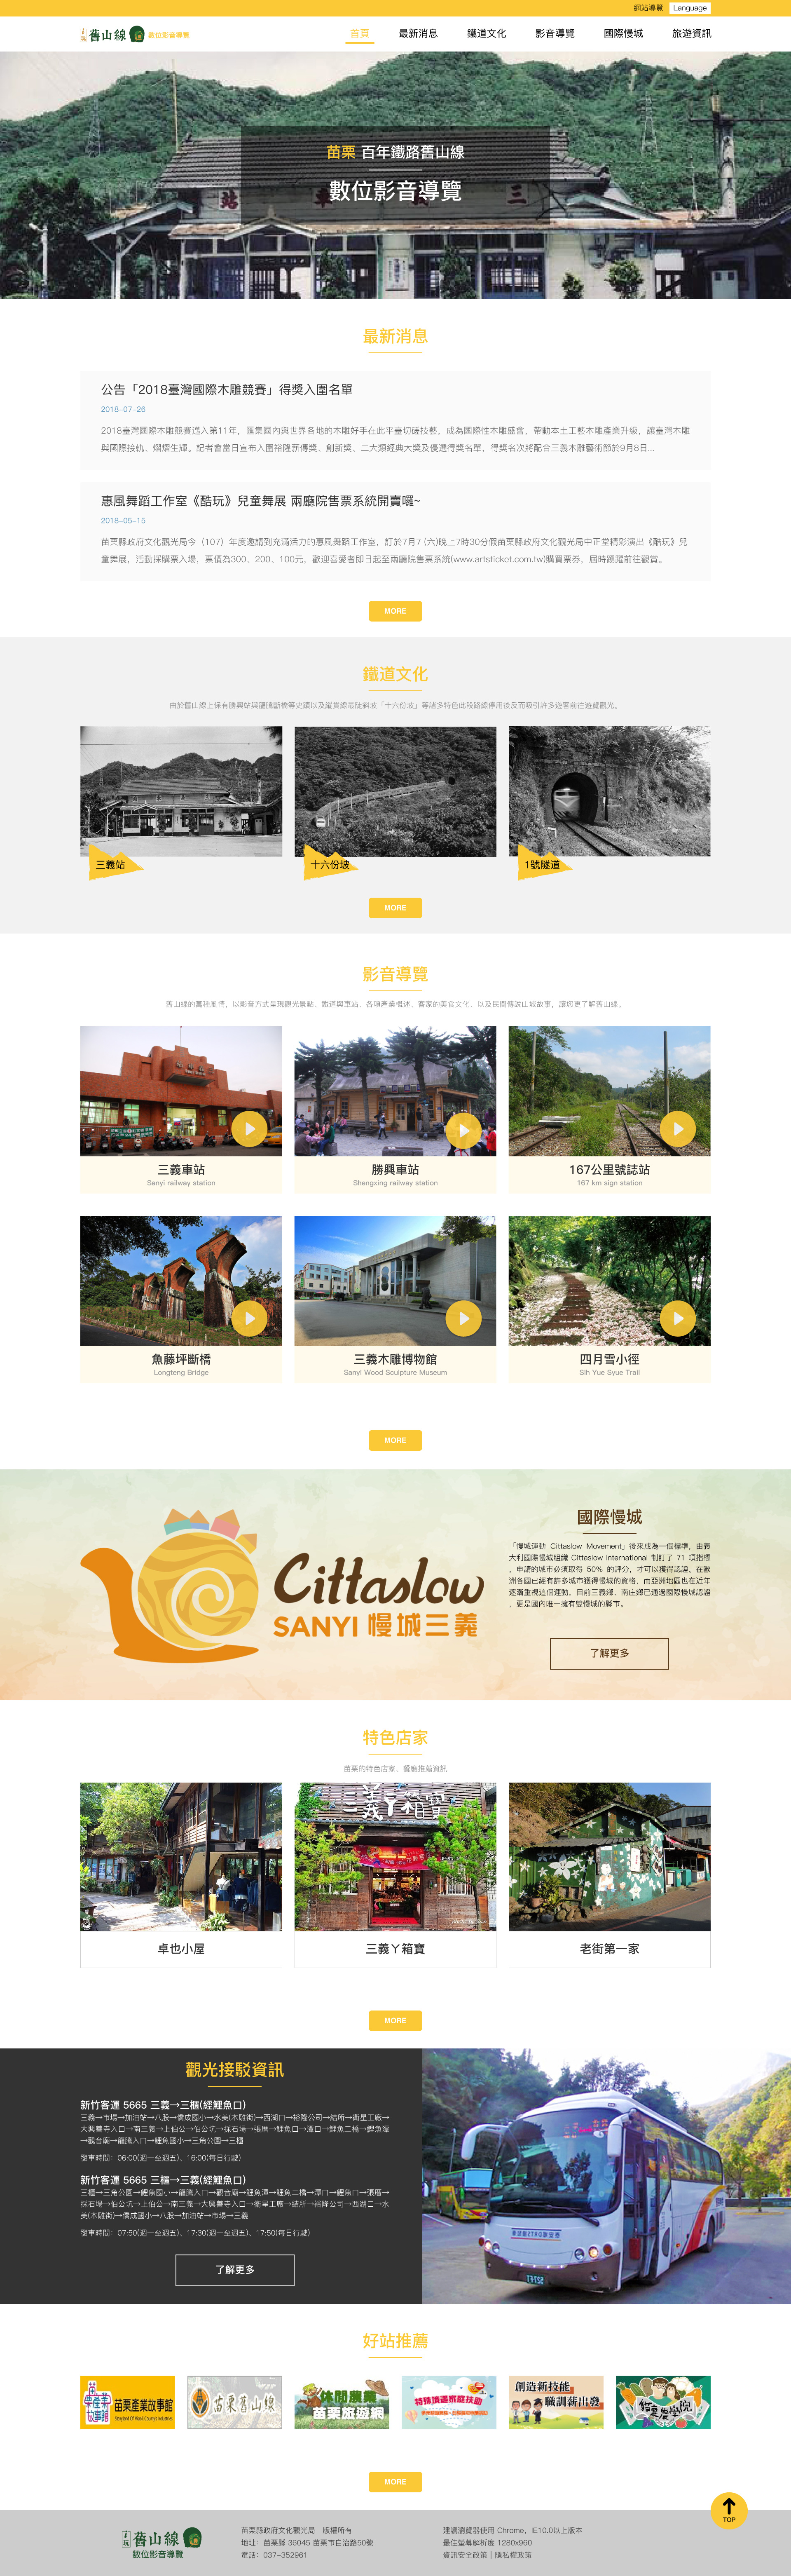 網站導覽 Language
舊山線 數位影音導覽
首頁 最新消息 鐵道文化 影音導覽 國際慢城 旅遊資訊
苗栗 百年鐵路舊山線
數位影音導覽
最新消息
公告「2018臺灣國際木雕競賽」得獎入圍名單
2018-07-26
2018臺灣國際木雕競賽邁入第11年，匯集國內與世界各地的木雕好手在此平臺切磋技藝，成為國際性木雕盛會，帶動本土工藝木雕產業升級，讓臺灣木雕
與國際接軌、熠熠生輝。記者會當日宣布入圍裕隆薪傳獎、創新獎、二大類經典大獎及優選得獎名單，得獎名次將配合三義木雕藝術節於9月8日...
惠風舞蹈工作室《酷玩》兒童舞展 兩廳院售票系統開賣囉~
2018-05-15
苗栗縣政府文化觀光局今（107）年度邀請到充滿活力的惠風舞蹈工作室，訂於7月7 (六)晚上7時30分假苗栗縣政府文化觀光局中正堂精彩演出《酷玩》兒
童舞展，活動採購票入場，票價為300、200、100元，歡迎喜愛者即日起至兩廳院售票系統(www.artsticket.com.tw)購買票券，屆時踴躍前往觀賞。
MORE
鐵道文化
由於舊山線上保有勝興站與龍騰斷橋等史蹟以及縱貫線最陡斜坡「十六份坡」等諸多特色此段路線停用後反而吸引許多遊客前往遊覽觀光。
三義站 十六份坡 1號隧道
MORE
影音導覽
舊山線的萬種風情，以影音方式呈現觀光景點、鐵道與車站、各項產業概述、客家的美食文化、以及民間傳說山城故事，讓您更了解舊山線。
三義車站 勝興車站 167公里號誌站
Sanyi railway station Shengxing railway station 167 km sign station
魚藤坪斷橋 三義木雕博物館 四月雪小徑
Longteng Bridge Sanyi Wood Sculpture Museum Sih Yue Syue Trail
MORE
Cittaslow
SANYI 慢城三義
國際慢城
「慢城運動 Cittaslow Movement」後來成為一個標準，由義
大利國際慢城組織 Cittaslow International 制訂了 71 項指標
，申請的城市必須取得 50% 的評分，才可以獲得認證。在歐
洲各國已經有許多城市獲得慢城的資格，而亞洲地區也在近年
逐漸重視這個運動，目前三義鄉、南庄鄉已通過國際慢城認證
，更是國內唯一擁有雙慢城的縣市。
了解更多
特色店家
苗栗的特色店家、餐廳推薦資訊
卓也小屋 三義ㄚ箱寶 老街第一家
MORE
觀光接駁資訊
新竹客運 5665 三義→三櫃(經鯉魚口)
三義→市場→加油站→八股→僑成國小→水美(木雕街)→西湖口→裕隆公司→結所→衛星工廠→
大興善寺入口→南三義→上伯公→伯公坑→採石場→張厝→鯉魚口→潭口→鯉魚二橋→鯉魚潭
→觀音廟→龍騰入口→鯉魚國小→三角公園→三櫃
發車時間：06:00(週一至週五)、16:00(每日行駛)
新竹客運 5665 三櫃→三義(經鯉魚口)
三櫃→三角公園→鯉魚國小→龍騰入口→觀音廟→鯉魚潭→鯉魚二橋→潭口→鯉魚口→張厝→
採石場→伯公坑→上伯公→南三義→大興善寺入口→衛星工廠→結所→裕隆公司→西湖口→水
美(木雕街)→僑成國小→八股→加油站→市場→三義
發車時間：07:50(週一至週五)、17:30(週一至週五)、17:50(每日行駛)
了解更多
好站推薦
苗栗產業故事館 苗栗舊山線 休閒農業 苗栗旅遊網 特殊境遇家庭扶助 創造新技能 職訓薪出發
MORE
TOP
舊山線
數位影音導覽
苗栗縣政府文化觀光局 版權所有
地址：苗栗縣 36045 苗栗市自治路50號
電話：037-352961
建議瀏覽器使用 Chrome，IE10.0以上版本
最佳螢幕解析度 1280x960
資訊安全政策 | 隱私權政策